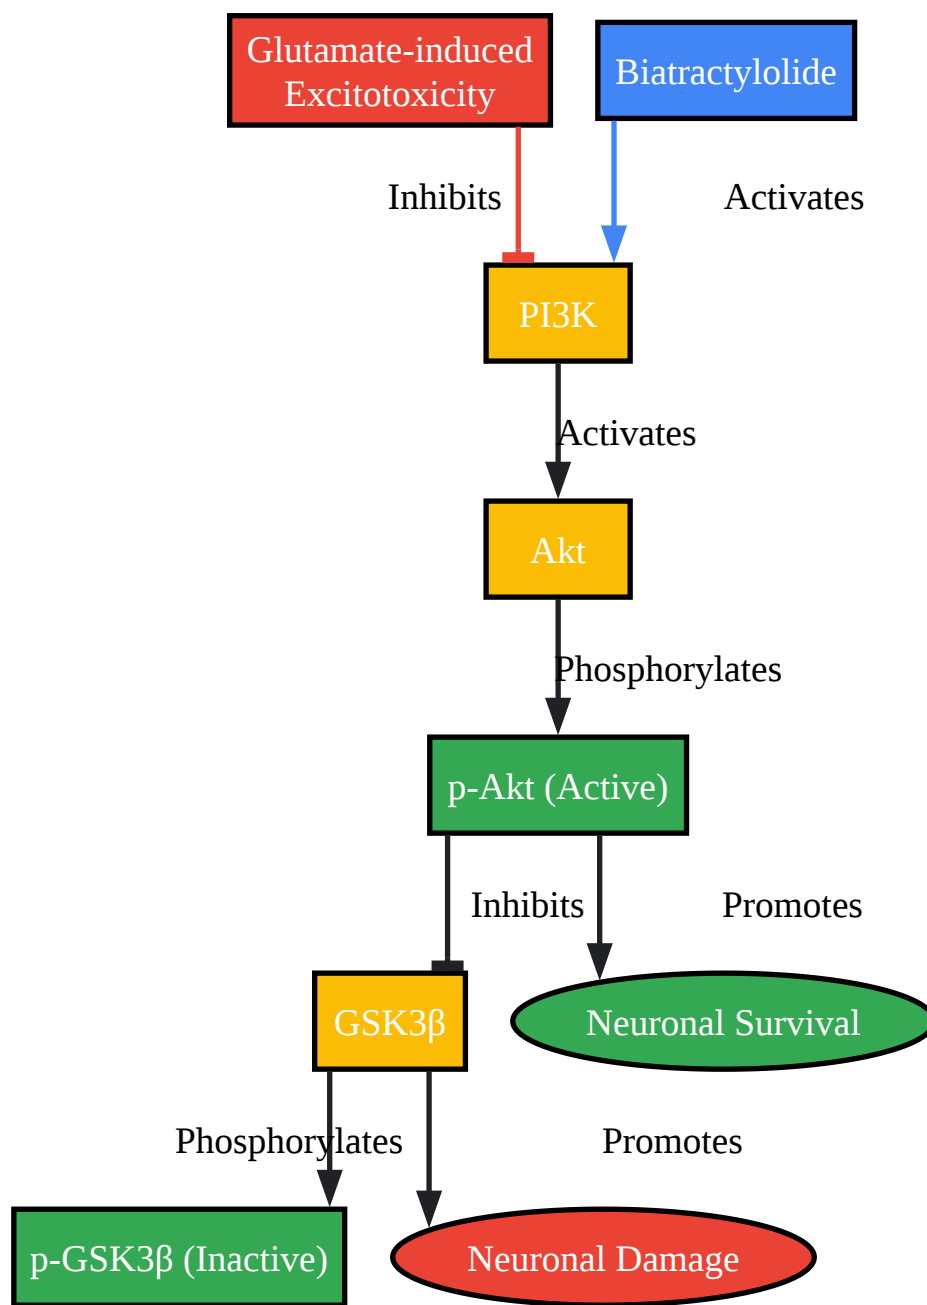 Glutamate-induced
Excitotoxicity
Biatractylolide
Inhibits
Activates
PI3K
Activates
Akt
Phosphorylates
p-Akt (Active)
Inhibits
Promotes
GSK3β
Neuronal Survival
Phosphorylates
Promotes
p-GSK3β (Inactive)
Neuronal Damage